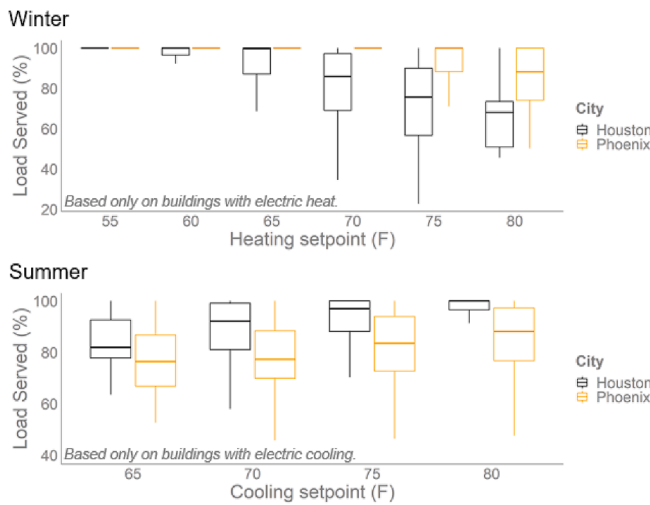 Winter
100
80
60
40
20
Load Served (%)
Based only on buildings with electric heat.
55 60 65 70 75 80
Heating setpoint (F)
City
Houston
Phoenix
Summer
100
80
60
40
Load Served (%)
Based only on buildings with electric cooling.
65 70 75 80
Cooling setpoint (F)
City
Houston
Phoenix